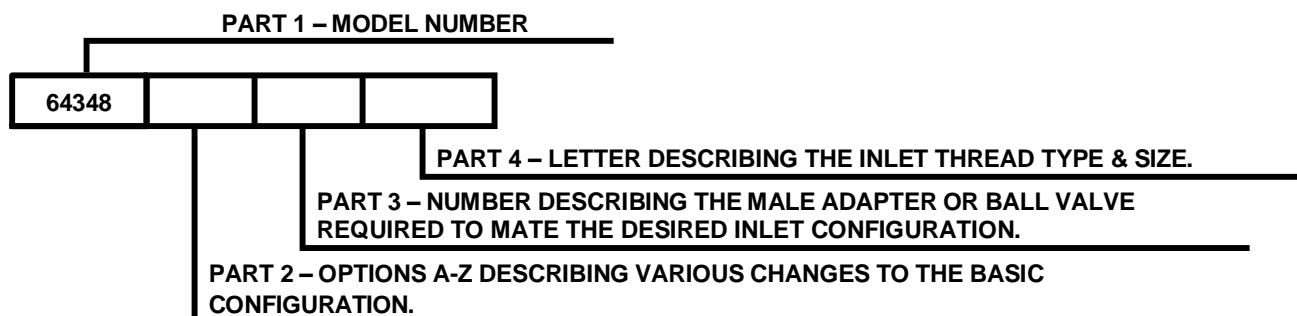 PART 1 – MODEL NUMBER
64348
PART 4 – LETTER DESCRIBING THE INLET THREAD TYPE & SIZE.
PART 3 – NUMBER DESCRIBING THE MALE ADAPTER OR BALL VALVE
REQUIRED TO MATE THE DESIRED INLET CONFIGURATION.
PART 2 – OPTIONS A-Z DESCRIBING VARIOUS CHANGES TO THE BASIC
CONFIGURATION.